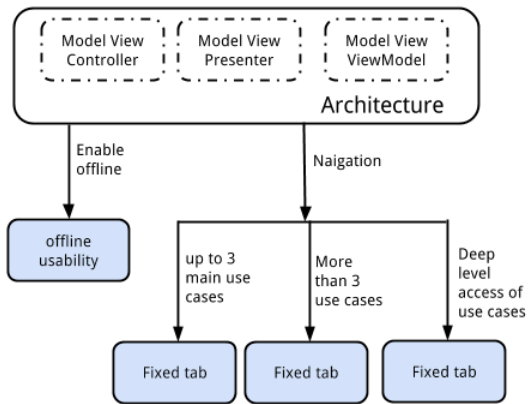 Model View
Controller
Model View
Presenter
Model View
ViewModel
Architecture
Enable
offline
Naigation
offline
usability
up to 3
main use
cases
More
than 3
use cases
Deep
level
access of
use cases
Fixed tab
Fixed tab
Fixed tab